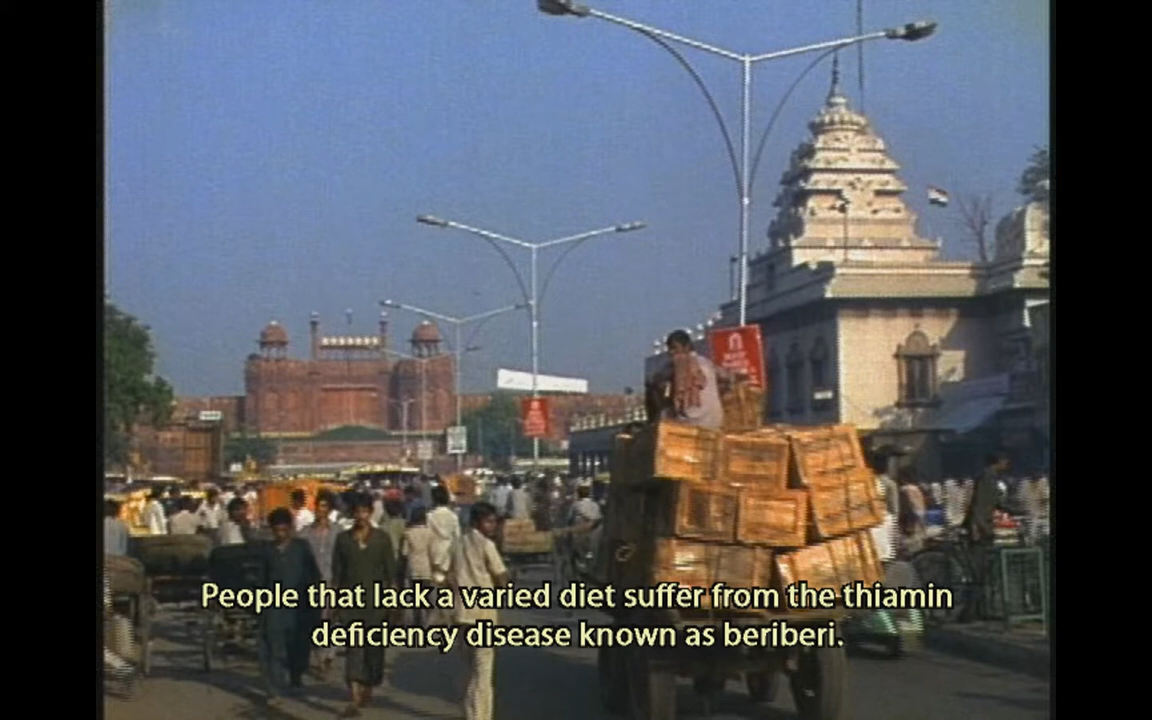 People that lack a varied diet suffer from the thiamin
deficiency disease known as beriberi.